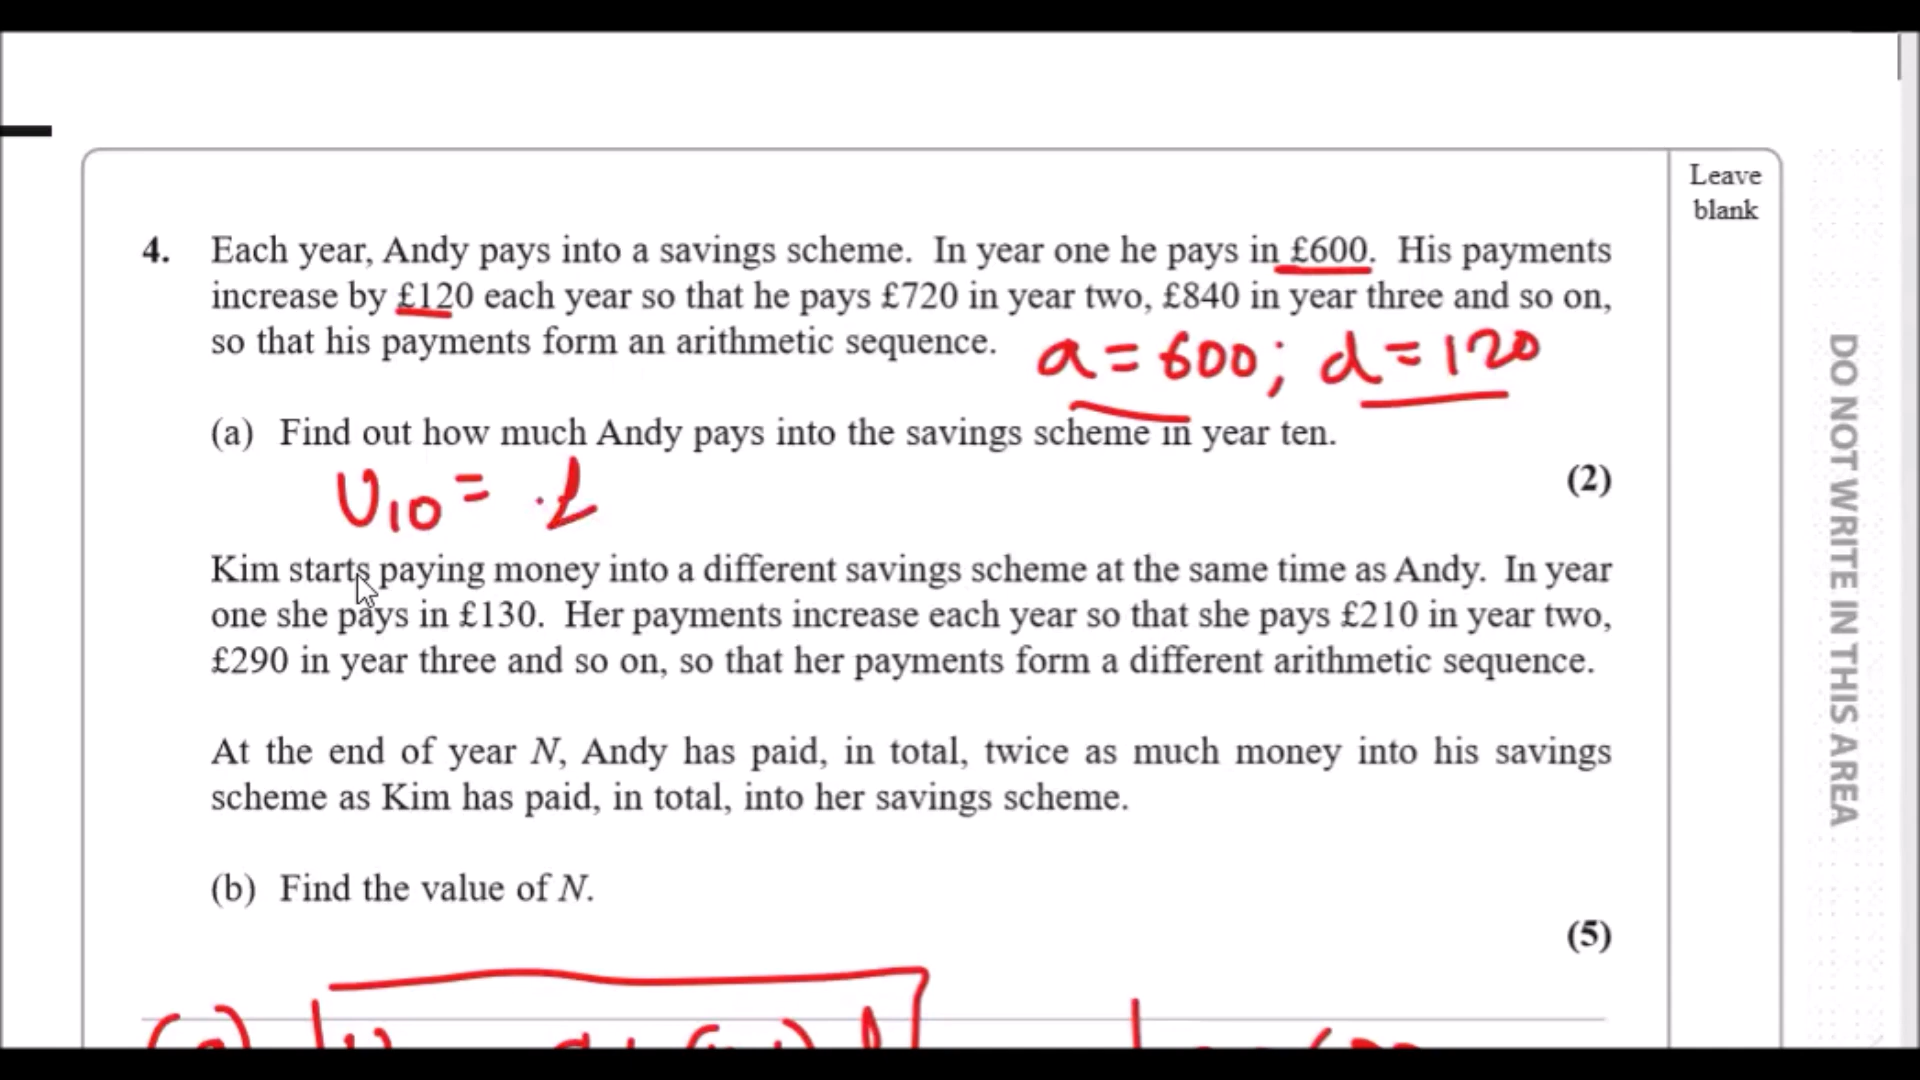 Leave
blank
4. Each year, Andy pays into a savings scheme. In year one he pays in £600. His payments
increase by £120 each year so that he pays £720 in year two, £840 in year three and so on,
so that his payments form an arithmetic sequence.
a = 600; d = 120
(a) Find out how much Andy pays into the savings scheme in year ten.
(2)
U10 = . £
Kim starts paying money into a different savings scheme at the same time as Andy. In year
one she pays in £130. Her payments increase each year so that she pays £210 in year two,
£290 in year three and so on, so that her payments form a different arithmetic sequence.
At the end of year N, Andy has paid, in total, twice as much money into his savings
scheme as Kim has paid, in total, into her savings scheme.
(b) Find the value of N.
(5)
DO NOT WRITE IN THIS AREA